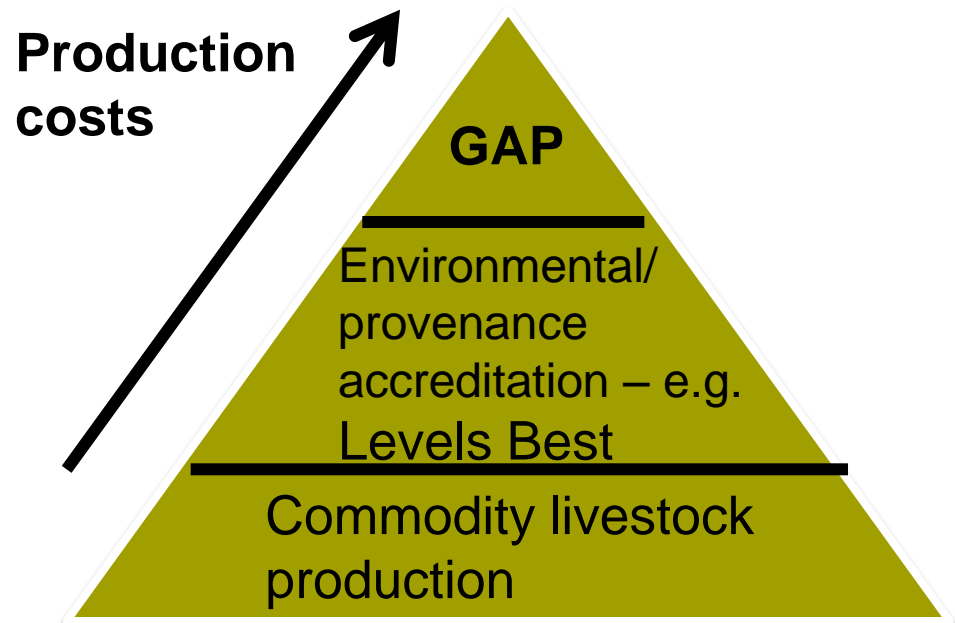 Production
costs
GAP
Environmental/
provenance
accreditation – e.g.
Levels Best
Commodity livestock
production